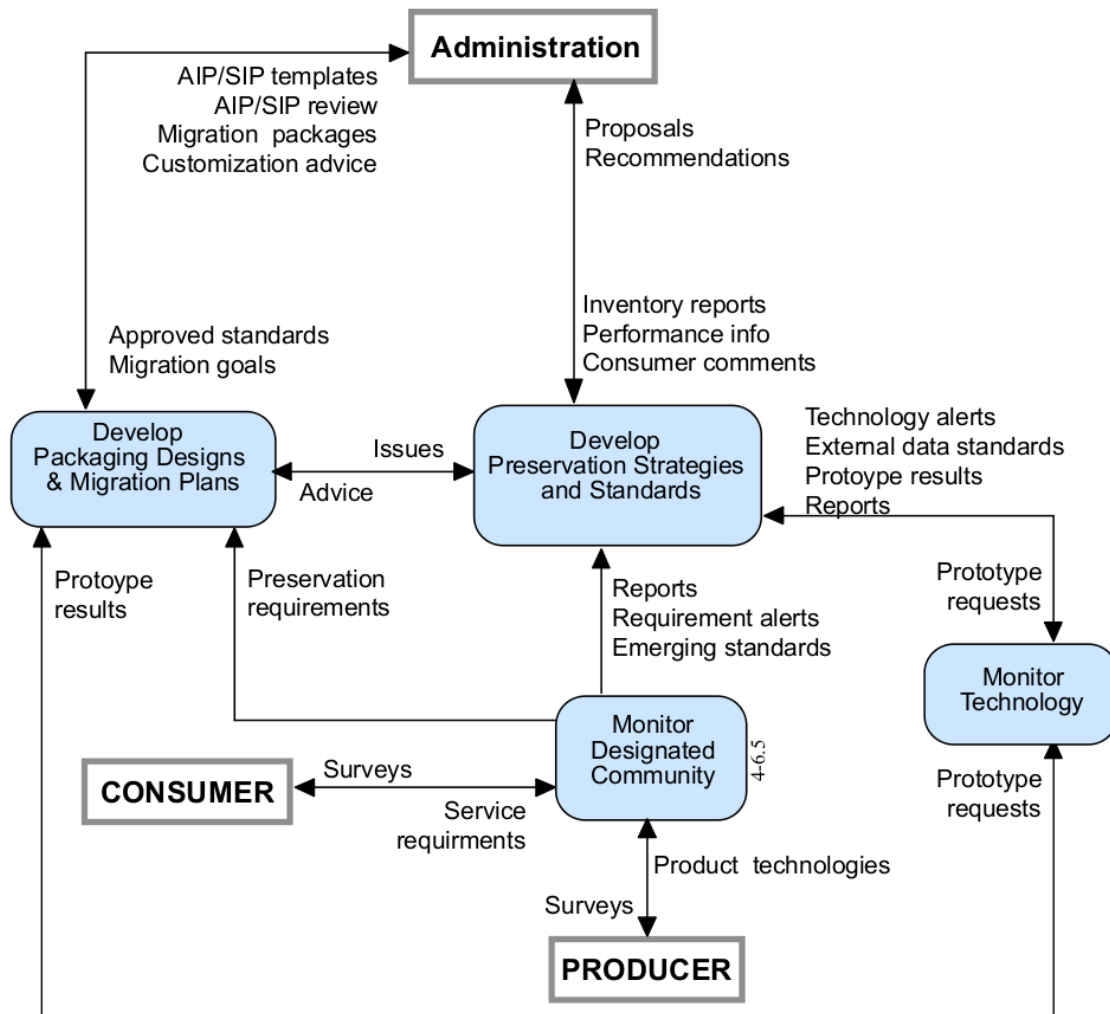 Administration
AIP/SIP templates
AIP/SIP review
Migration packages
Customization advice
Proposals
Recommendations
Inventory reports
Performance info
Consumer comments
Approved standards
Migration goals
Develop
Packaging Designs
& Migration Plans
Issues
Advice
Develop
Preservation Strategies
and Standards
Technology alerts
External data standards
Protoype results
Reports
Protoype
results
Preservation
requirements
Reports
Requirement alerts
Emerging standards
Prototype
requests
Monitor
Technology
Monitor
Designated
Community
4-6.5
CONSUMER
Surveys
Service
requirments
Prototype
requests
Product technologies
Surveys
PRODUCER